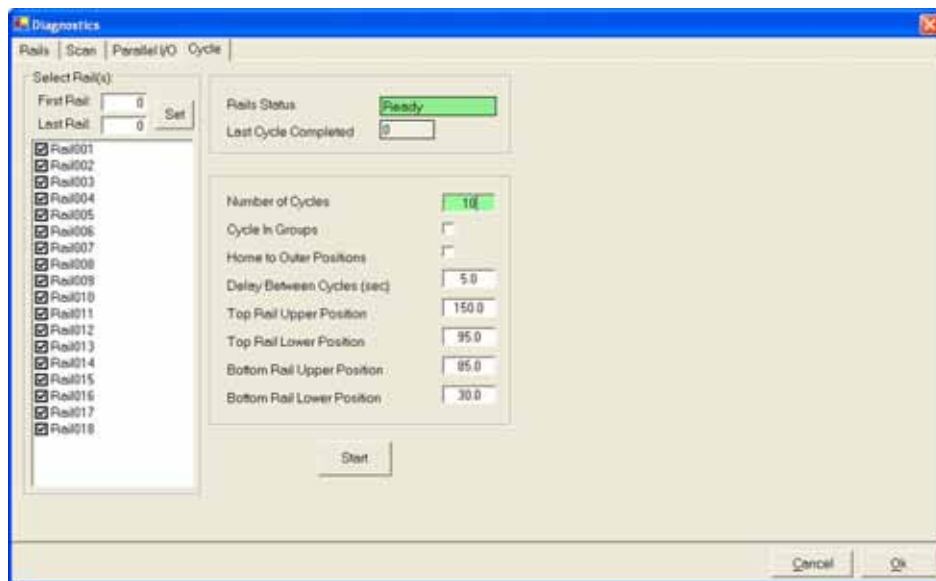 Diagnostics
Rails Scan Parallel I/O Cycle
Select Rail(s):
First Rail: 0
Last Rail: 0
Set
Rail001
Rail002
Rail003
Rail004
Rail005
Rail006
Rail007
Rail008
Rail009
Rail010
Rail011
Rail012
Rail013
Rail014
Rail015
Rail016
Rail017
Rail018
Rails Status Ready
Last Cycle Completed 0
Number of Cycles 10
Cycle In Groups
Home to Outer Positions
Delay Between Cycles (sec) 5.0
Top Rail Upper Position 150.0
Top Rail Lower Position 95.0
Bottom Rail Upper Position 85.0
Bottom Rail Lower Position 30.0
Start
Cancel Ok